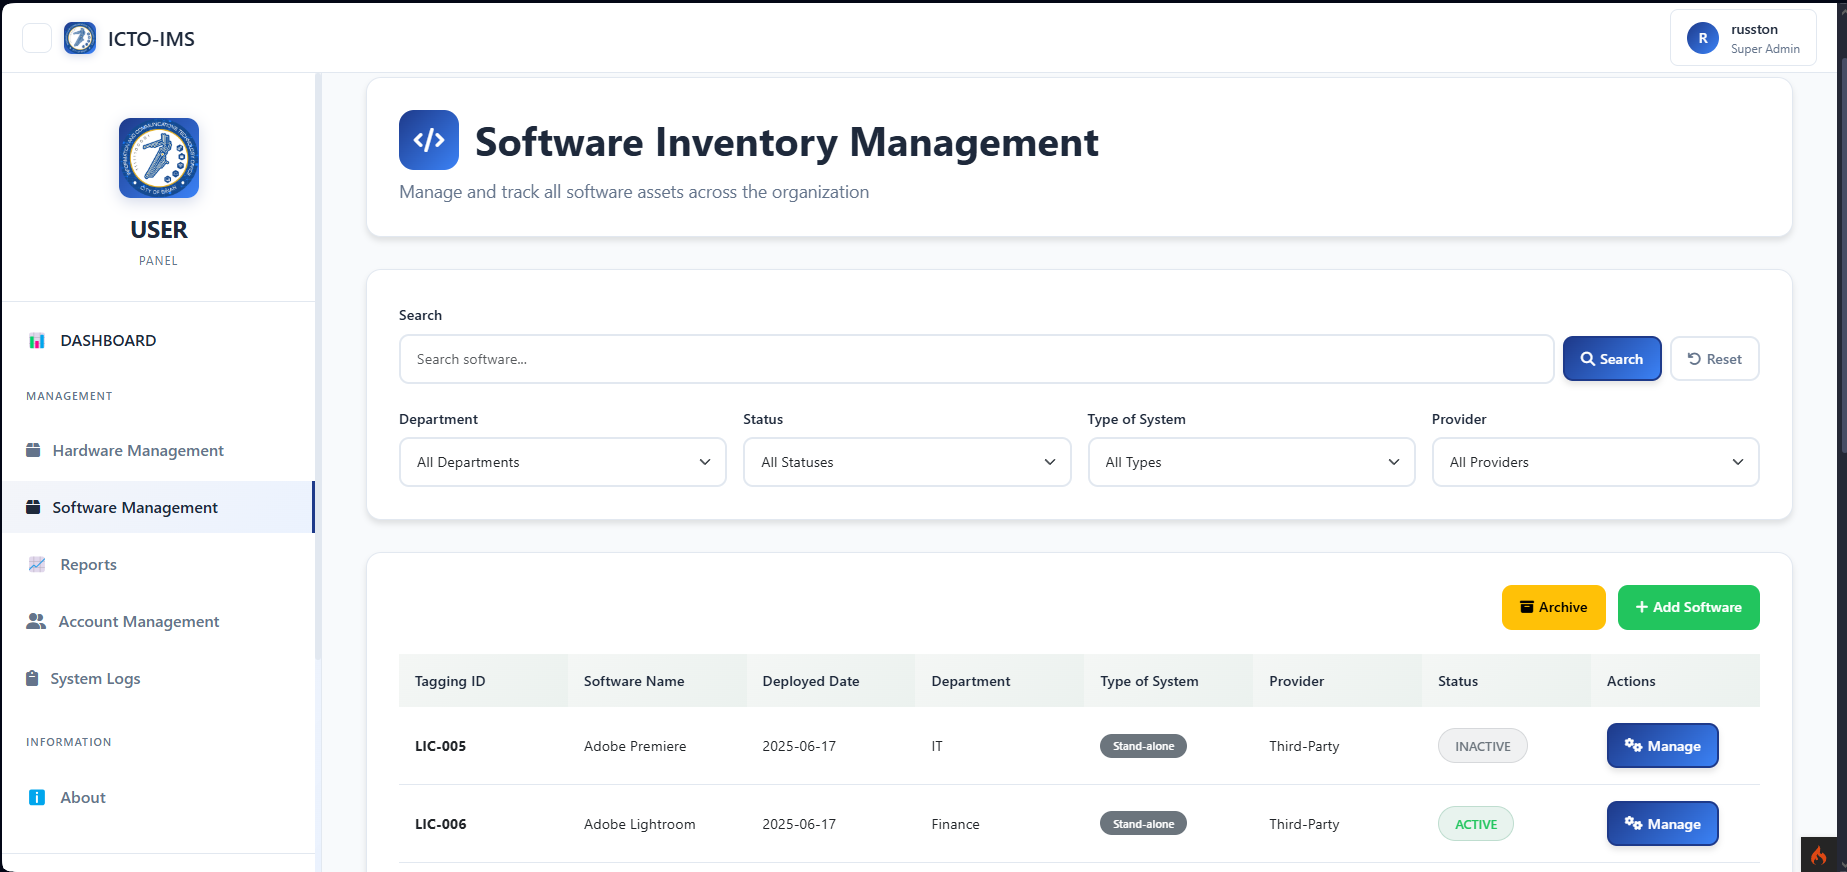 ICTO-IMS
R
russton
Super Admin
USER
PANEL
DASHBOARD
MANAGEMENT
Hardware Management
Software Management
Reports
Account Management
System Logs
INFORMATION
About
</> Software Inventory Management
Manage and track all software assets across the organization
Search
Search software...
Search
Reset
Department Status Type of System Provider
All Departments All Statuses All Types All Providers
Archive
Add Software
Tagging ID Software Name Deployed Date Department Type of System Provider Status Actions
LIC-005 Adobe Premiere 2025-06-17 IT Stand-alone Third-Party INACTIVE Manage
LIC-006 Adobe Lightroom 2025-06-17 Finance Stand-alone Third-Party ACTIVE Manage